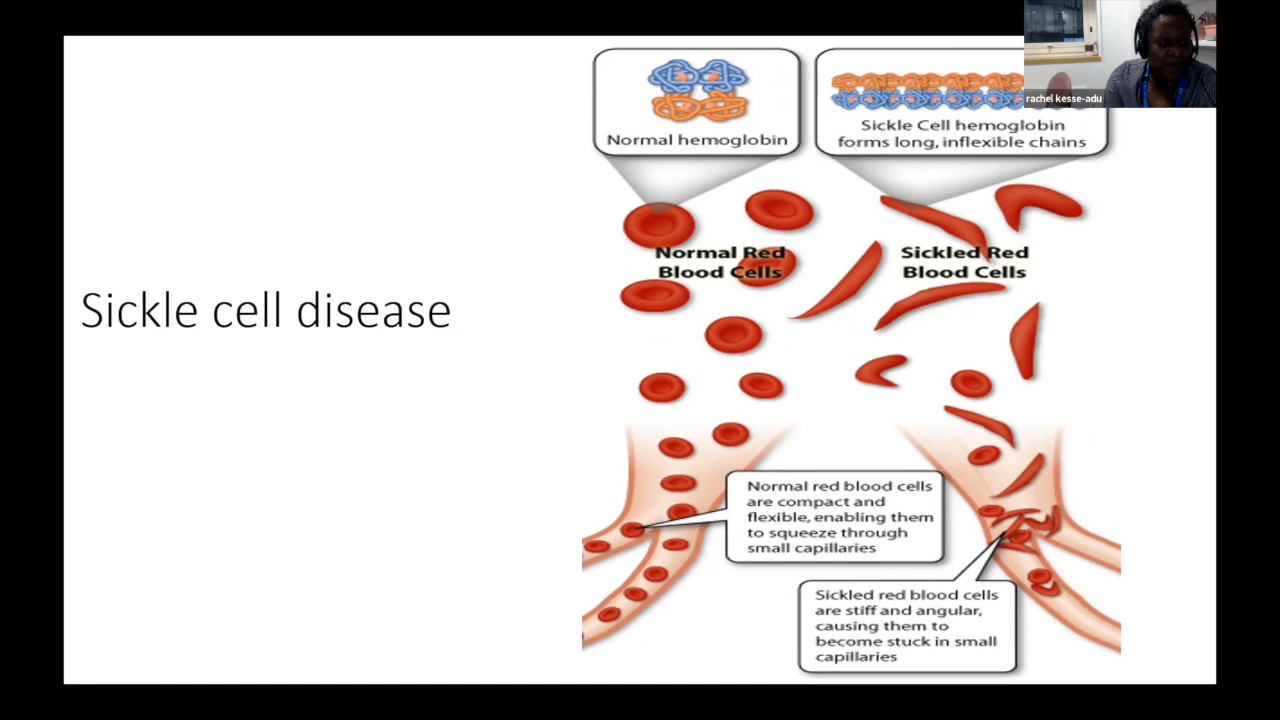 rachel kesse-adu
Normal hemoglobin
Sickle Cell hemoglobin
forms long, inflexible chains
Normal Red
Blood Cells
Sickled Red
Blood Cells
Sickle cell disease
Normal red blood cells
are compact and
flexible, enabling them
to squeeze through
small capillaries
Sickled red blood cells
are stiff and angular,
causing them to
become stuck in small
capillaries